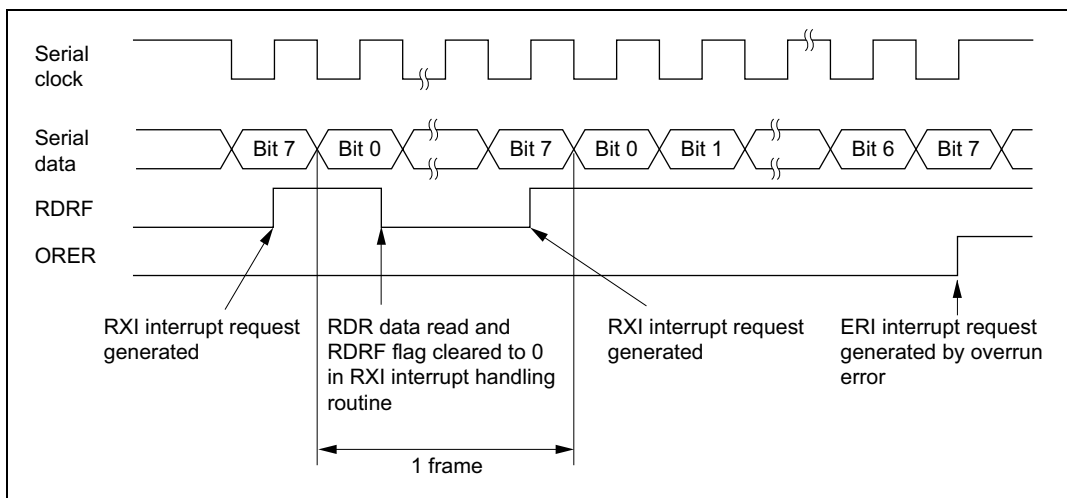 Serial
clock
Serial
data
Bit 7
Bit 0
Bit 7
Bit 0
Bit 1
Bit 6
Bit 7
RDRF
ORER
RXI interrupt request
generated
RDR data read and
RDRF flag cleared to 0
in RXI interrupt handling
routine
RXI interrupt request
generated
ERI interrupt request
generated by overrun
error
1 frame